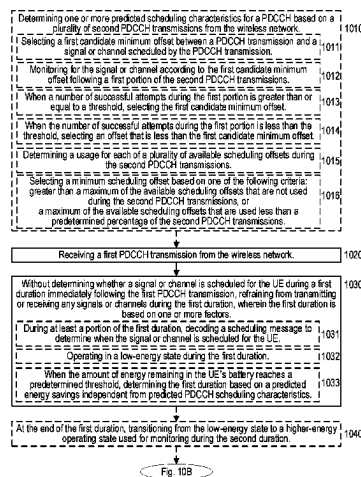 Determining one or more predicted scheduling characteristics for a PDCCH based on a
plurality of second PDCCH transmissions from the wireless network.
1010
Selecting a first candidate minimum offset between a PDCCH transmission and a
signal or channel scheduled by the PDCCH transmission.
1011
Monitoring for the signal or channel according to the first candidate minimum
offset following a first portion of the second PDCCH transmissions.
1012
When a number of successful attempts during the first portion is greater than or
equal to a threshold, selecting the first candidate minimum offset.
1013
When the number of successful attempts during the first portion is less than the
threshold, selecting an offset that is less than the first candidate minimum offset.
1014
Determining a usage for each of a plurality of available scheduling offsets during
the second PDCCH transmissions.
1015
Selecting a minimum scheduling offset based on one of the following criteria:
greater than a maximum of the available scheduling offsets that are not used
during the second PDCCH transmissions, or
a maximum of the available scheduling offsets that are used less than a
predetermined percentage of the second PDCCH transmissions.
1016
Receiving a first PDCCH transmission from the wireless network.
1020
Without determining whether a signal or channel is scheduled for the UE during a first
duration immediately following the first PDCCH transmission, refraining from transmitting
or receiving any signals or channels during the first duration, wherein the first duration is
based on one or more factors.
1030
During at least a portion of the first duration, decoding a scheduling message to
determine when the signal or channel is scheduled for the UE.
1031
Operating in a low-energy state during the first duration.
1032
When the amount of energy remaining in the UE's battery reaches a
predetermined threshold, determining the first duration based on a predicted
energy savings independent from predicted PDCCH scheduling characteristics.
1033
At the end of the first duration, transitioning from the low-energy state to a higher-energy
operating state used for monitoring during the second duration.
1040
Fig. 10B